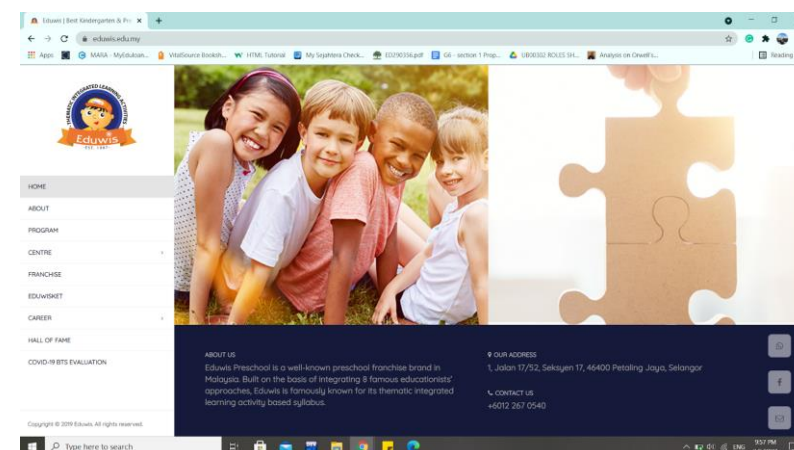 Eduwis | Best Kindergarten & Pre
eduwis.edu.my
Apps
MARA - MyEduloan...
VitalSource Booksh...
HTML Tutorial
My Sejahtera Check...
ED290356.pdf
G6 - section 1 Prop...
UB00302 ROLES SH...
Analysis on Orwell's...
Reading
THEMATIC INTEGRATED LEARNING ACTIVITIES
Eduwis
EST. 1987
HOME
ABOUT
PROGRAM
CENTRE
FRANCHISE
EDUWISKET
CAREER
HALL OF FAME
COVID-19 BTS EVALUATION
Copyright © 2019 Eduwis. All rights reserved.
ABOUT US
Eduwis Preschool is a well-known preschool franchise brand in
Malaysia. Built on the basis of integrating 8 famous educationists'
approaches, Eduwis is famously known for its thematic integrated
learning activity based syllabus.
OUR ADDRESS
1, Jalan 17/52, Seksyen 17, 46400 Petaling Jaya, Selangor
CONTACT US
+6012 267 0540
Type here to search
ENG
9:57 PM